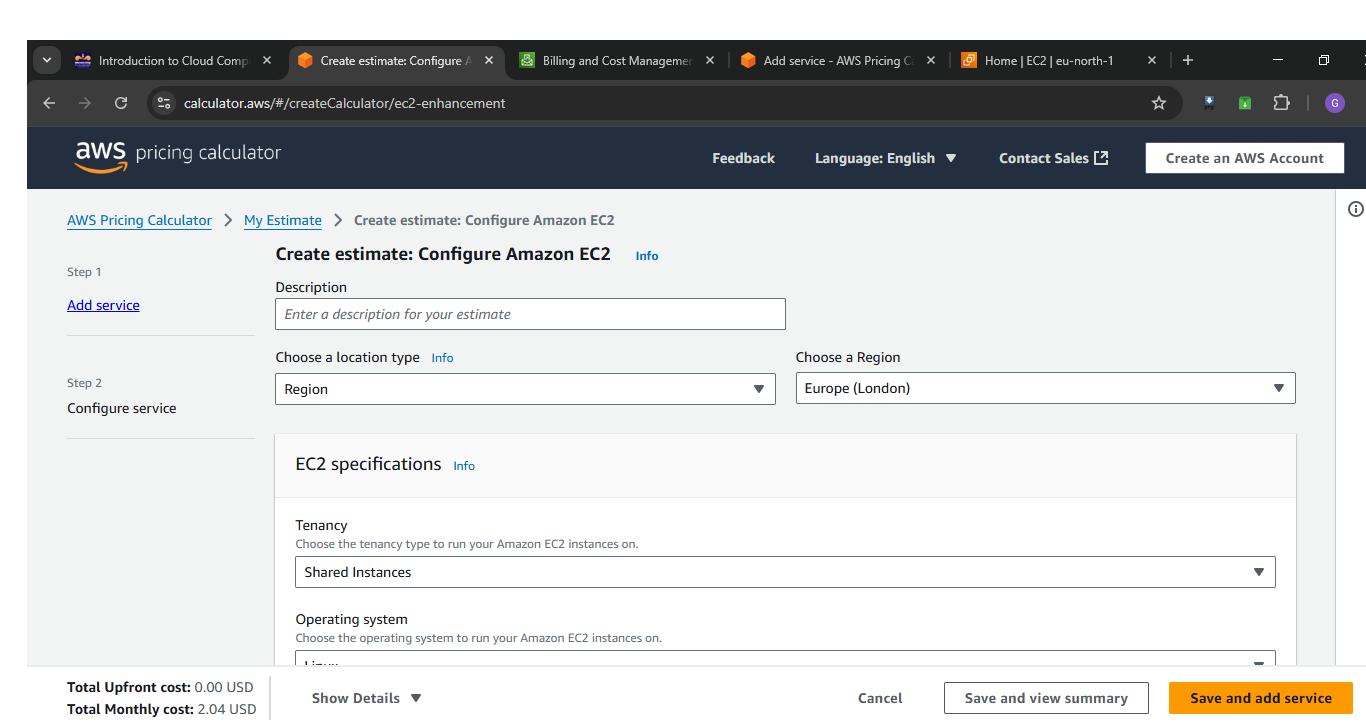 Introduction to Cloud Comp
Create estimate: Configure A
Billing and Cost Managemer
Add service - AWS Pricing C
Home | EC2 | eu-north-1
calculator.aws/#/createCalculator/ec2-enhancement
G
aws pricing calculator
Feedback
Language: English
Contact Sales
Create an AWS Account
AWS Pricing Calculator > My Estimate > Create estimate: Configure Amazon EC2
Step 1
Add service
Step 2
Configure service
Create estimate: Configure Amazon EC2 Info
Description
Enter a description for your estimate
Choose a location type Info
Region
Choose a Region
Europe (London)
EC2 specifications Info
Tenancy
Choose the tenancy type to run your Amazon EC2 instances on.
Shared Instances
Operating system
Choose the operating system to run your Amazon EC2 instances on.
Linux
Total Upfront cost: 0.00 USD
Total Monthly cost: 2.04 USD
Show Details
Cancel
Save and view summary
Save and add service